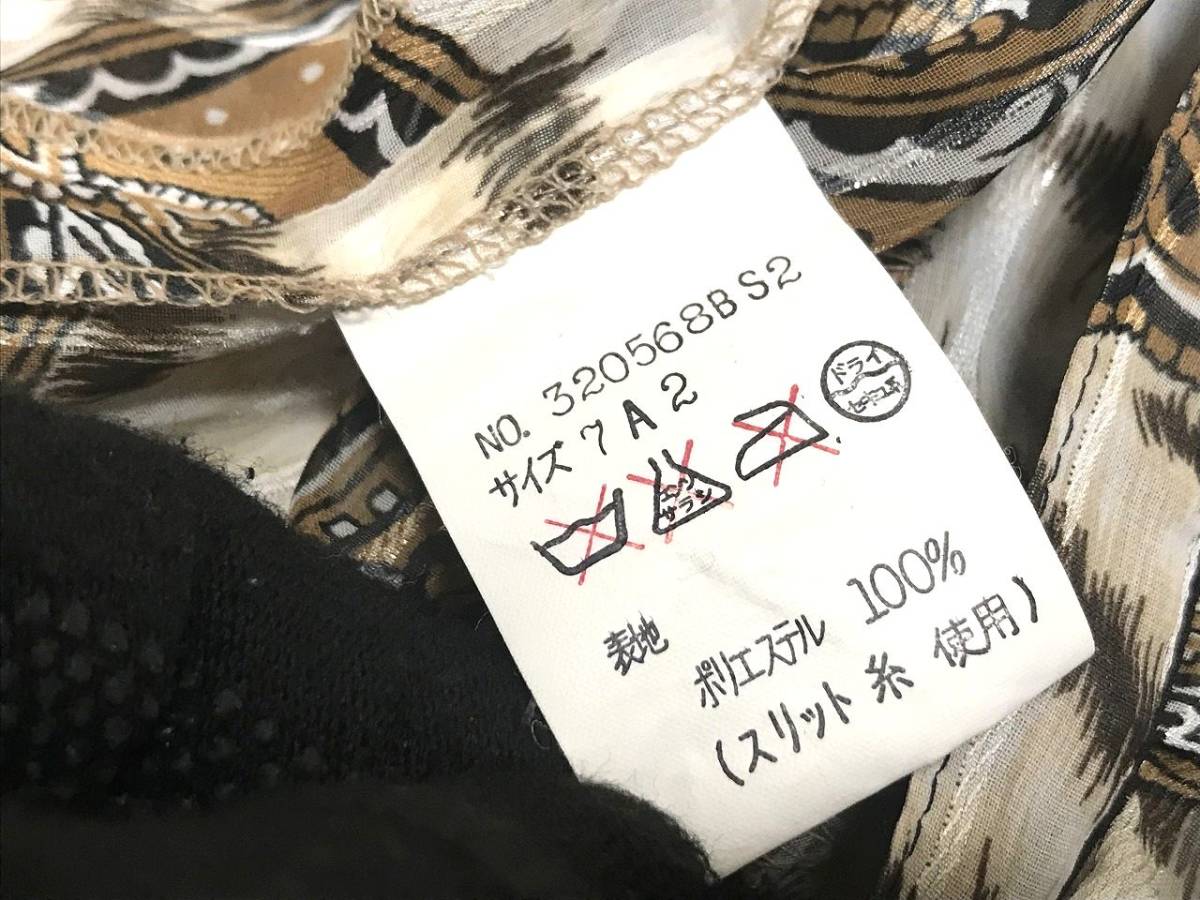 NO. 320568BS2
サイズ 7A2
エンソ サラシ
ドライ セキユ系
表地
ポリエステル 100%
(スリット糸 使用)